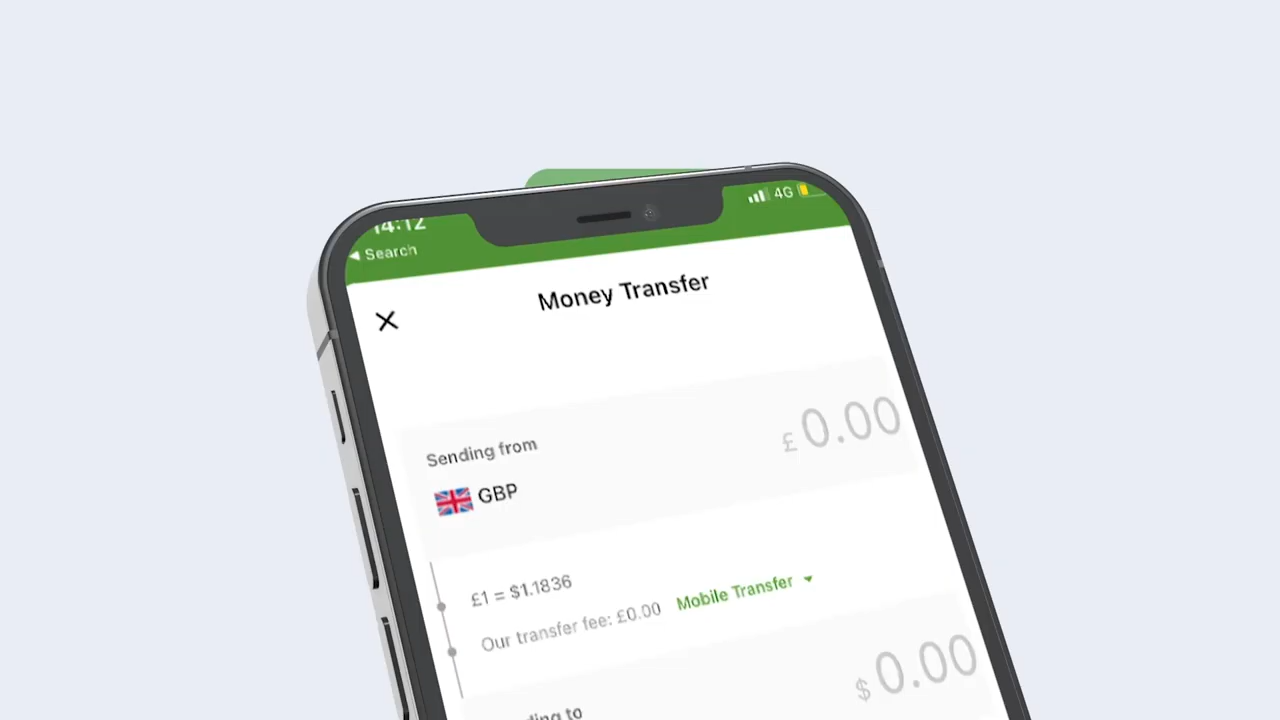 14:12
4G
◀ Search
Money Transfer
Sending from
£0.00
GBP
£1 = $1.1836
Our transfer fee: £0.00 Mobile Transfer
$0.00
to